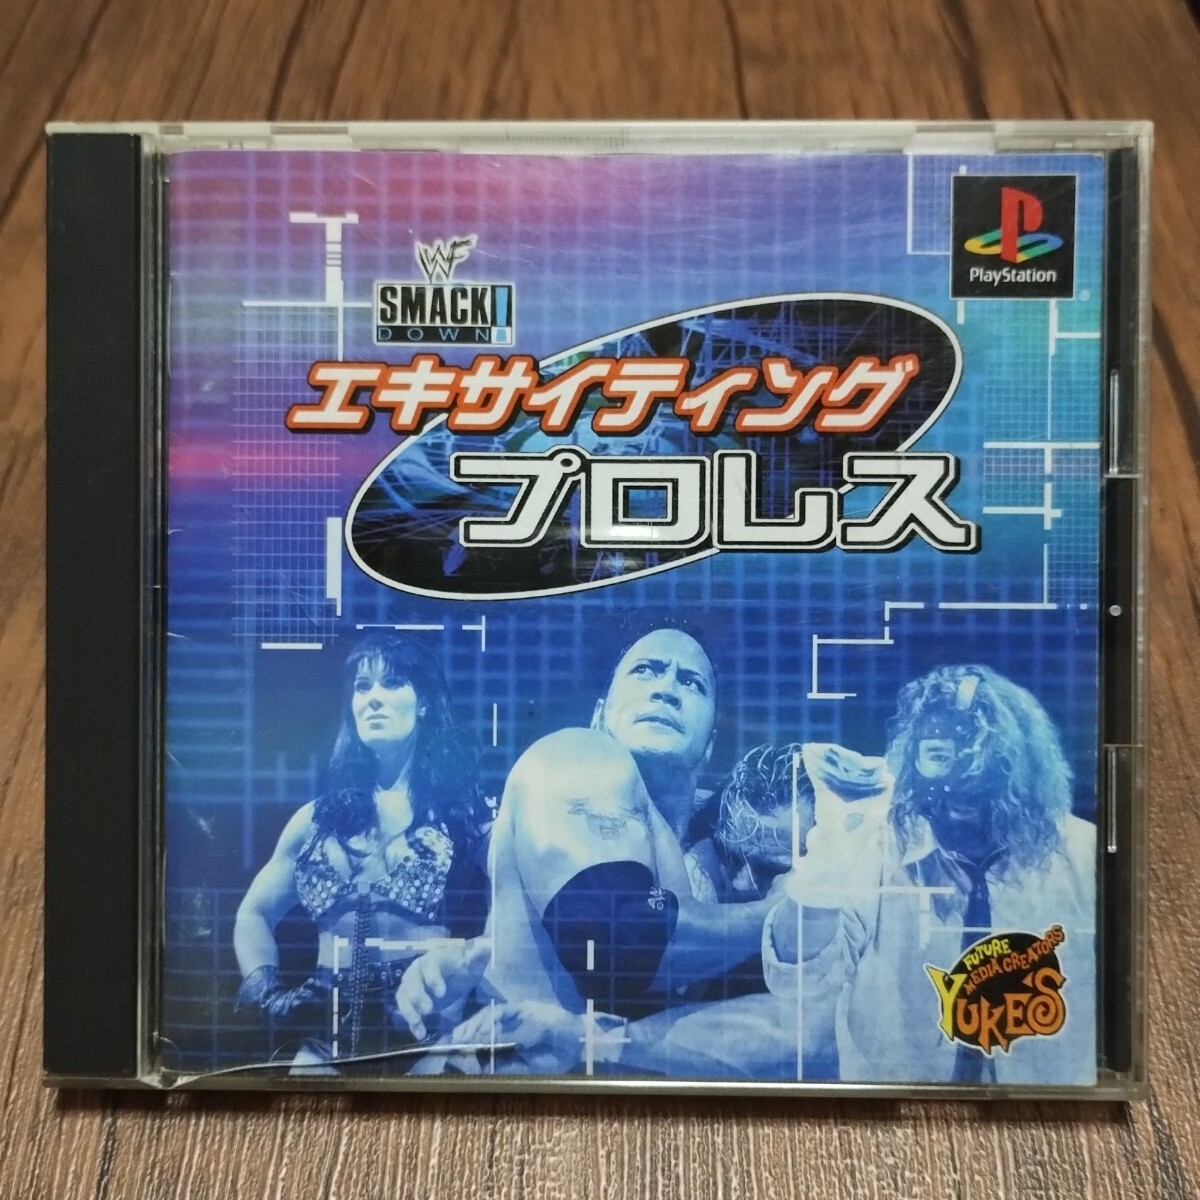 WF
SMACK!
DOWN!
エキサイティング
プロレス
PlayStation
®
FUTURE
MEDIA CREATORS
YUKE'S